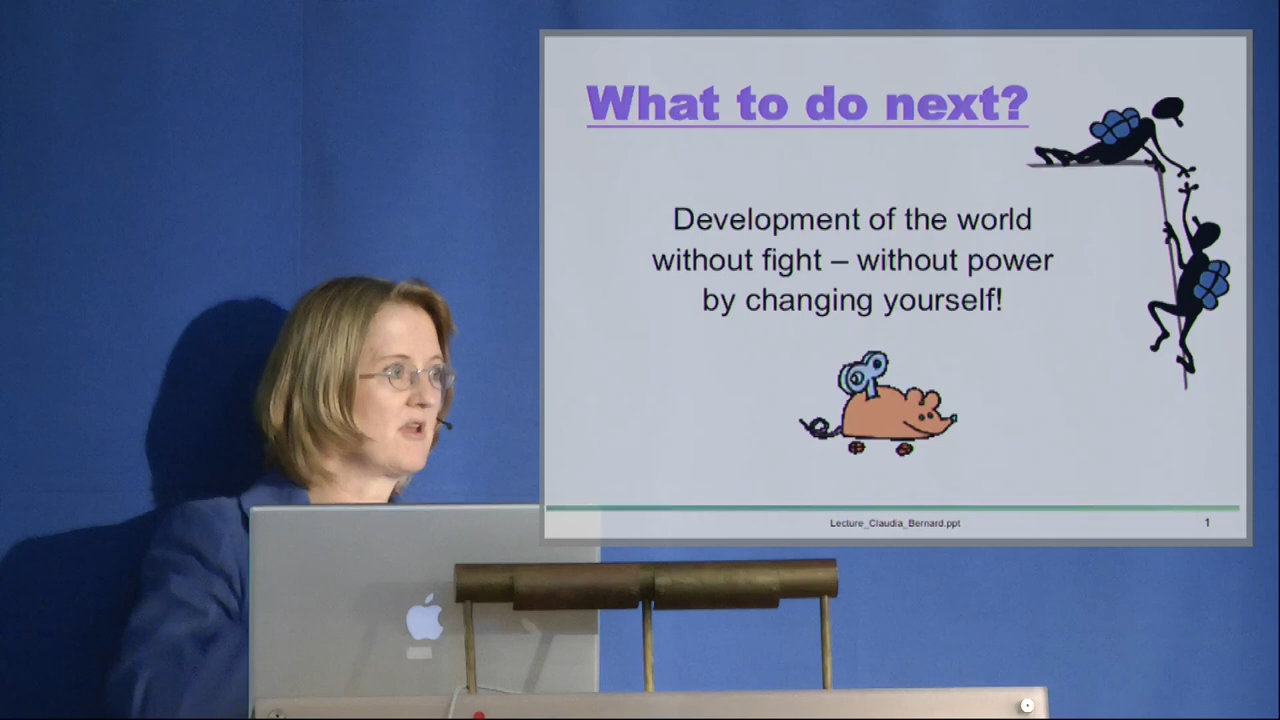 What to do next?
Development of the world
without fight – without power
by changing yourself!
Lecture_Claudia_Bernard.ppt
1